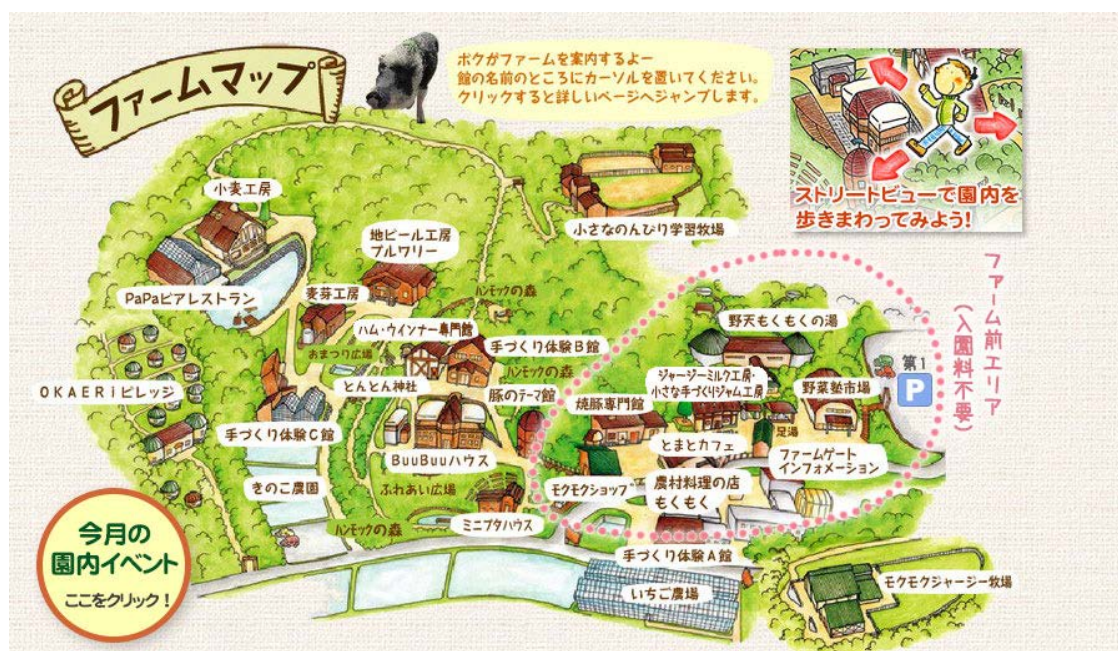 ファームマップ
ボクがファームを案内するよー
館の名前のところにカーソルを置いてください。
クリックすると詳しいページへジャンプします。
ストリートビューで園内を
歩きまわってみよう!
小麦工房
地ビール工房
ブルワリー
小さなのんびり学習牧場
PaPaビアレストラン
麦芽工房
ハンモックの森
ハム・ウインナー専門館
手づくり体験B館
おまつり広場
とんとん神社
ハンモックの森
豚のテーマ館
OKAERiビレッジ
手づくり体験C館
BuuBuuハウス
きのこ農園
ふれあい広場
ハンモックの森
ミニブタハウス
ファーム前エリア
(入園料不要)
野天もくもくの湯
第1
P
ジャージーミルク工房・
小さな手づくりジャム工房
野菜塾市場
焼豚専門館
とまとカフェ
足湯
ファームゲート
インフォメーション
モクモクショップ
農村料理の店
もくもく
手づくり体験A館
いちご農場
モクモクジャージー牧場
今月の
園内イベント
ここをクリック!